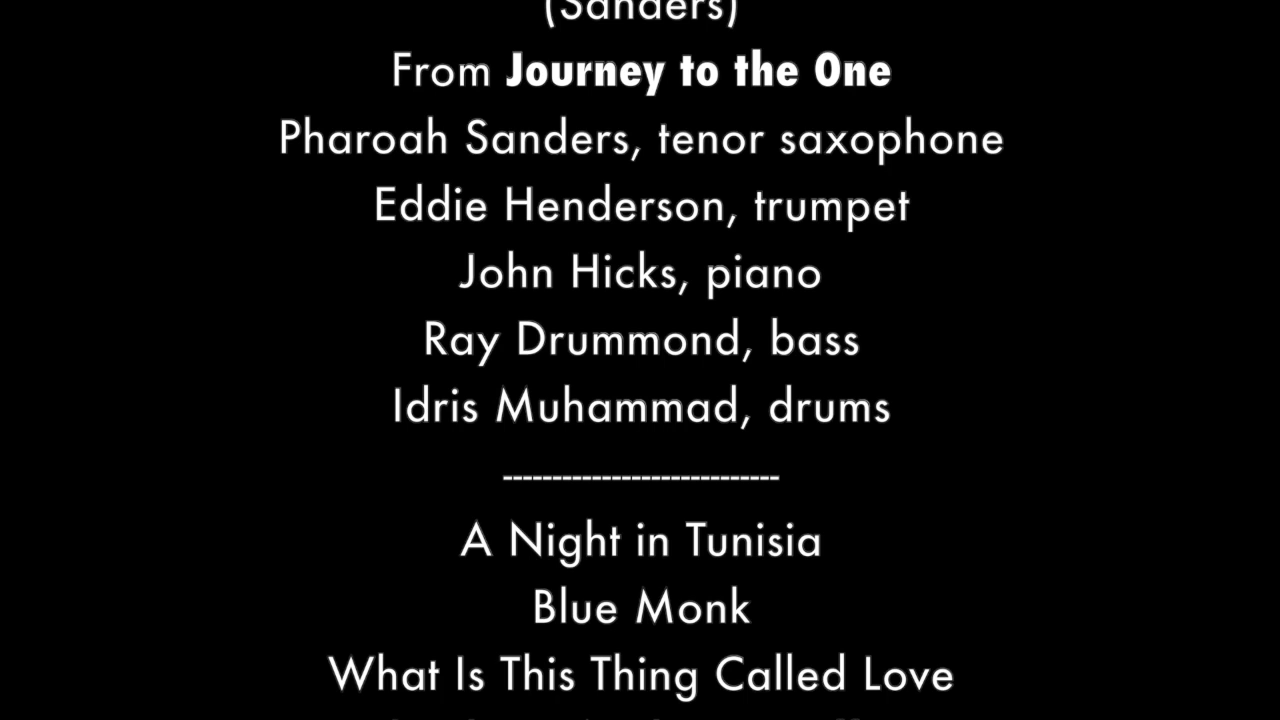 (Sanders)
From Journey to the One
Pharoah Sanders, tenor saxophone
Eddie Henderson, trumpet
John Hicks, piano
Ray Drummond, bass
Idris Muhammad, drums
----------------------------
A Night in Tunisia
Blue Monk
What Is This Thing Called Love